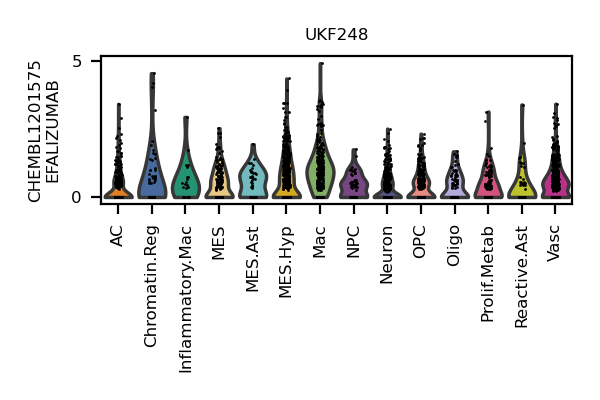 UKF248
CHEMBL1201575
EFALIZUMAB
5
0
AC
Chromatin.Reg
Inflammatory.Mac
MES
MES.Ast
MES.Hyp
Mac
NPC
Neuron
OPC
Oligo
Prolif.Metab
Reactive.Ast
Vasc